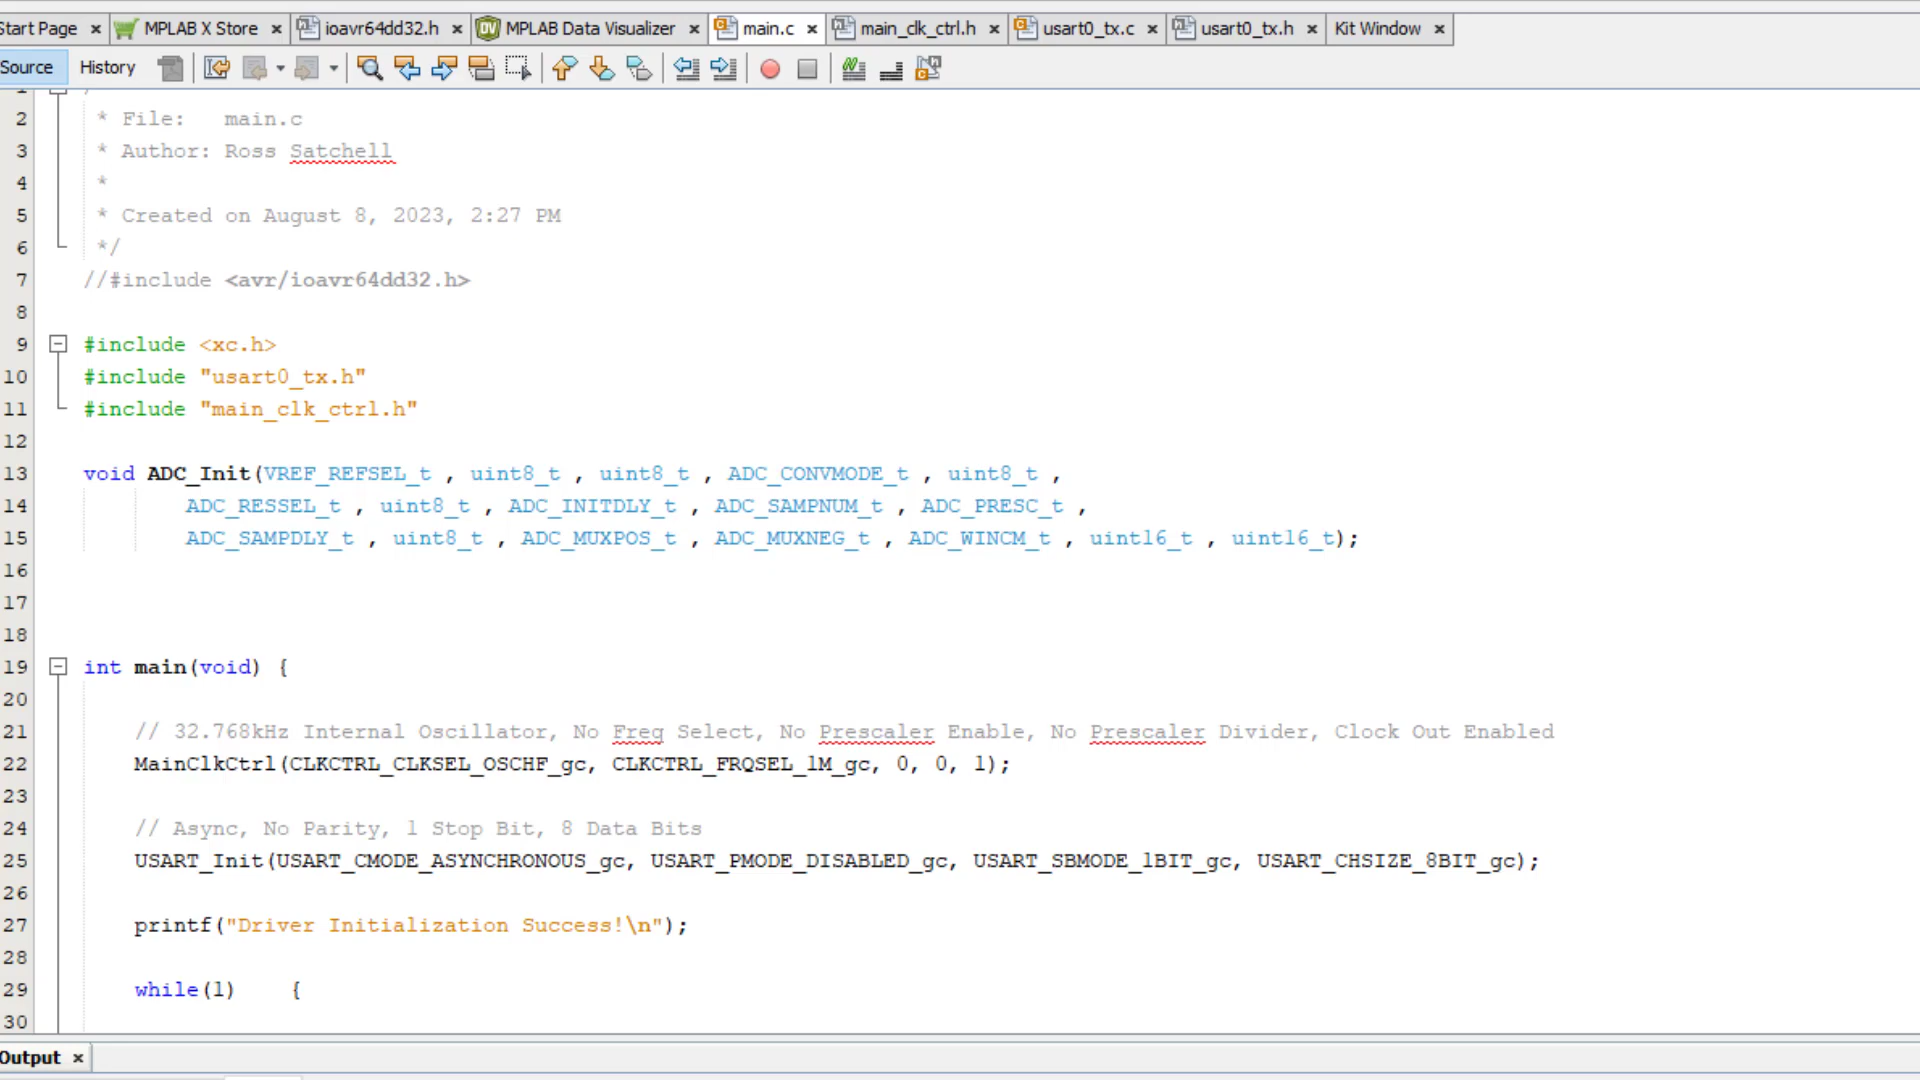 Start Page MPLAB X Store ioavr64dd32.h MPLAB Data Visualizer main.c main_clk_ctrl.h usart0_tx.c usart0_tx.h Kit Window
Source History
1
2 * File:   main.c
3 * Author: Ross Satchell
4 *
5 * Created on August 8, 2023, 2:27 PM
6 */
7 //#include <avr/ioavr64dd32.h>
8
9 #include <xc.h>
10 #include "usart0_tx.h"
11 #include "main_clk_ctrl.h"
12
13 void ADC_Init(VREF_REFSEL_t , uint8_t , uint8_t , ADC_CONVMODE_t , uint8_t ,
14 ADC_RESSEL_t , uint8_t , ADC_INITDLY_t , ADC_SAMPNUM_t , ADC_PRESC_t ,
15 ADC_SAMPDLY_t , uint8_t , ADC_MUXPOS_t , ADC_MUXNEG_t , ADC_WINCM_t , uint16_t , uint16_t);
16
17
18
19 int main(void) {
20
21 // 32.768kHz Internal Oscillator, No Freq Select, No Prescaler Enable, No Prescaler Divider, Clock Out Enabled
22 MainClkCtrl(CLKCTRL_CLKSEL_OSCHF_gc, CLKCTRL_FRQSEL_1M_gc, 0, 0, 1);
23
24 // Async, No Parity, 1 Stop Bit, 8 Data Bits
25 USART_Init(USART_CMODE_ASYNCHRONOUS_gc, USART_PMODE_DISABLED_gc, USART_SBMODE_1BIT_gc, USART_CHSIZE_8BIT_gc);
26
27 printf("Driver Initialization Success!\n");
28
29 while(1)    {
30
Output